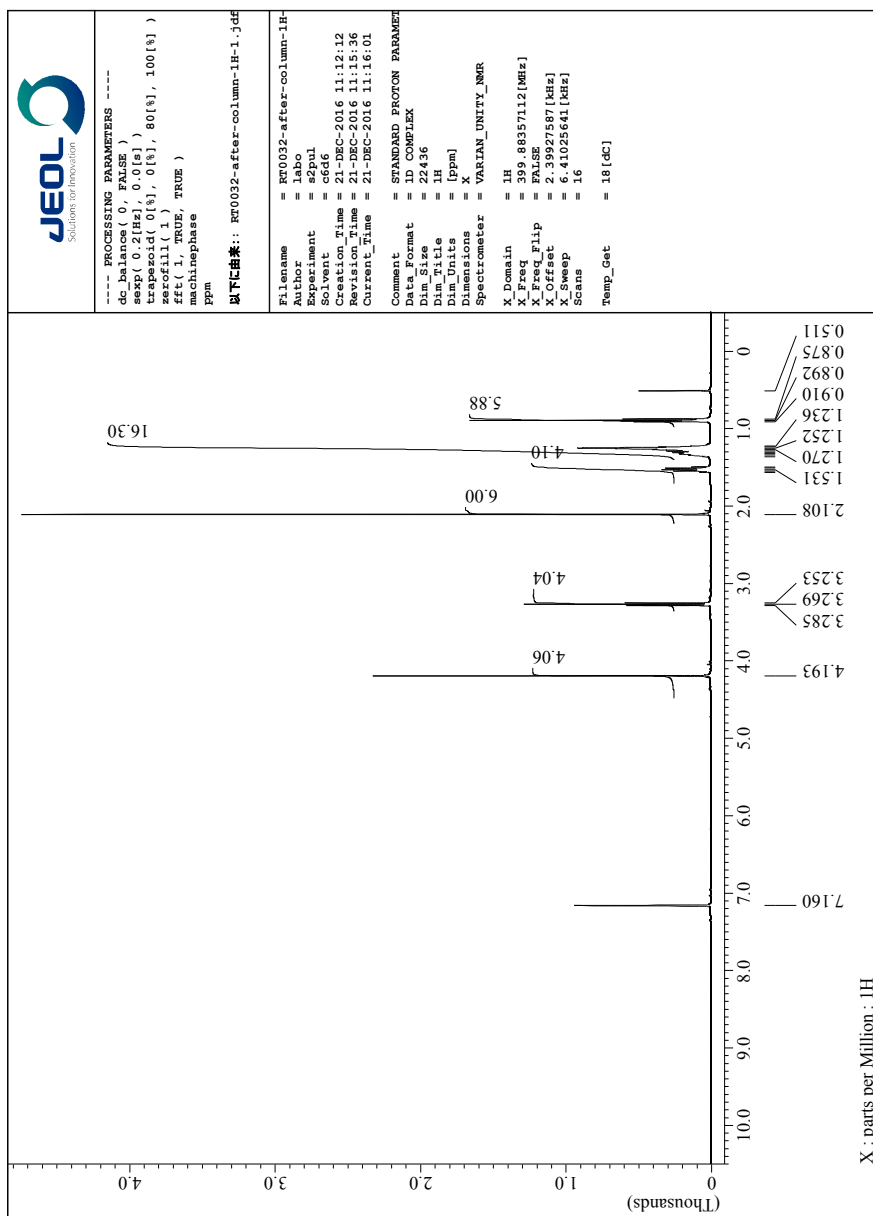 JEOL
Solutions for Innovation
---- PROCESSING PARAMETERS ----
dc_balance( 0, FALSE )
sexp( 0.2[Hz], 0.0[s] )
trapezoid( 0[%], 0[%], 80[%], 100[%] )
zerofill( 1 )
fft( 1, TRUE, TRUE )
machinephase
ppm
以下に由来:: RT0032-after-column-1H-1.jdf
Filename = RT0032-after-column-1H-
Author = labo
Experiment = s2pul
Solvent = c6d6
Creation_Time = 21-DEC-2016 11:12:12
Revision_Time = 21-DEC-2016 11:15:36
Current_Time = 21-DEC-2016 11:16:01
Comment = STANDARD PROTON PARAMET
Data_Format = 1D COMPLEX
Dim_Size = 22436
Dim_Title = 1H
Dim_Units = [ppm]
Dimensions = X
Spectrometer = VARIAN_UNITY_NMR
X_Domain = 1H
X_Freq = 399.88357112[MHz]
X_Freq_Flip = FALSE
X_Offset = 2.39927587[kHz]
X_Sweep = 6.41025641[kHz]
Scans = 16
Temp_Get = 18[dC]
(Thousands)
0 1.0 2.0 3.0 4.0
4.06
4.04
6.00
4.10
16.30
5.88
10.0 9.0 8.0 7.0 6.0 5.0 4.0 3.0 2.0 1.0 0
7.160
4.193
3.285
3.269
3.253
2.108
1.531
1.270
1.252
1.236
0.910
0.892
0.875
0.511
X : parts per Million : 1H